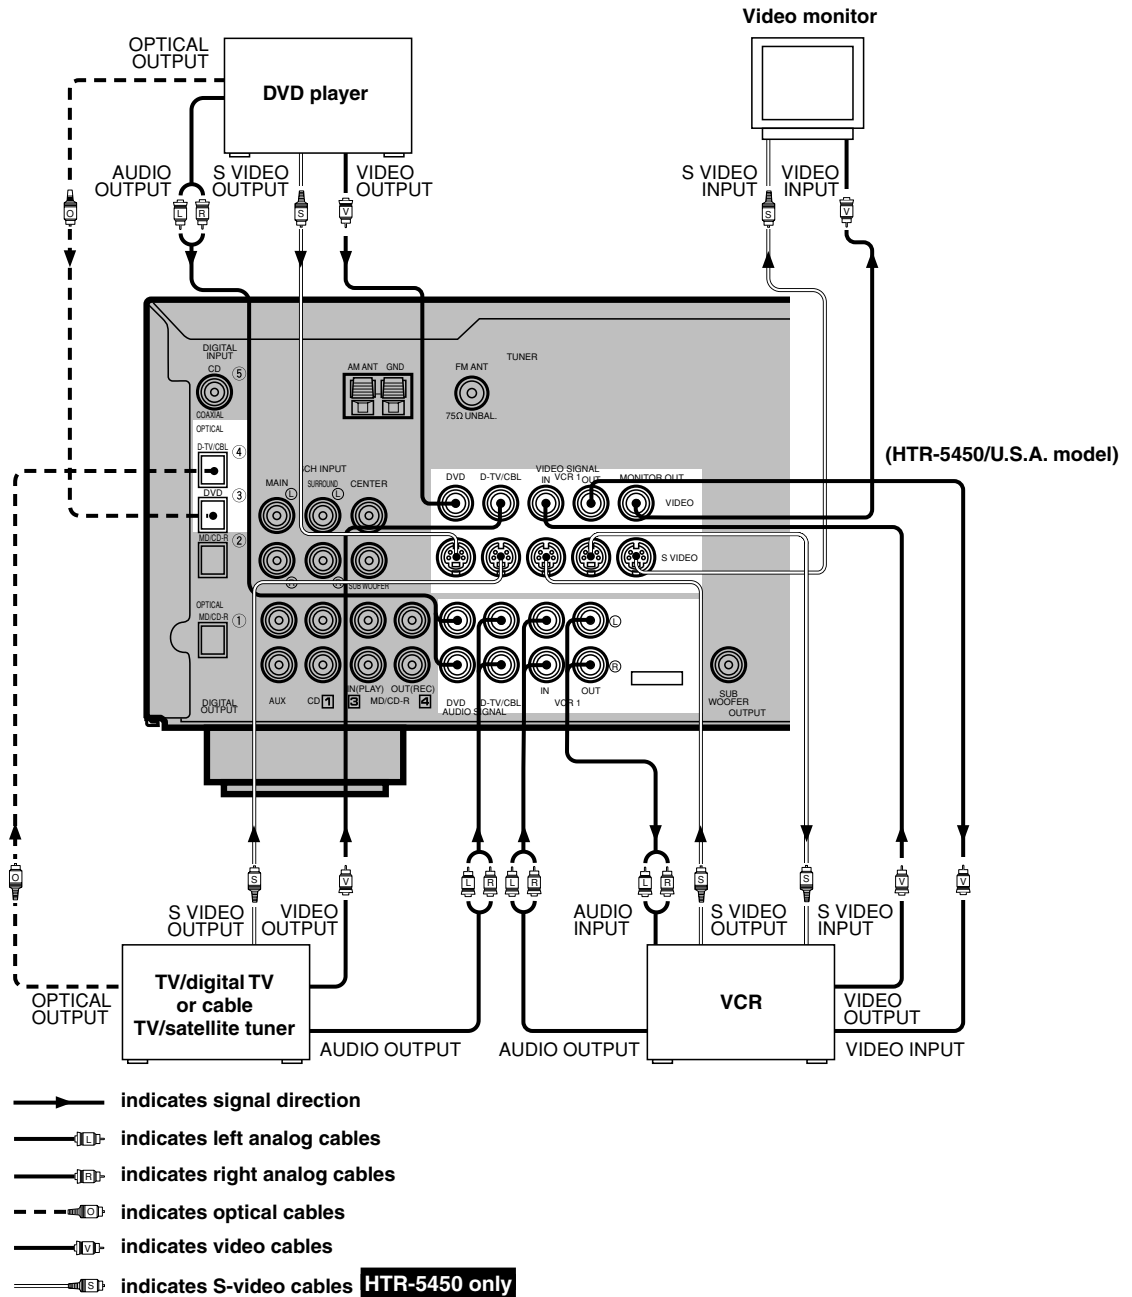 Video monitor
OPTICAL
OUTPUT
DVD player
AUDIO
OUTPUT
S VIDEO
OUTPUT
VIDEO
OUTPUT
S VIDEO
INPUT
VIDEO
INPUT
O
L
R
S
V
S
V
DIGITAL
INPUT
CD
5
COAXIAL
OPTICAL
D-TV/CBL
4
DVD
3
MD/CD-R
2
OPTICAL
MD/CD-R
1
DIGITAL
OUTPUT
AM ANT
GND
FM ANT
75Ω UNBAL.
TUNER
CH INPUT
MAIN
L
SURROUND
L
CENTER
R
R
SUB WOOFER
VIDEO SIGNAL
DVD
D-TV/CBL
IN
VCR 1
OUT
MONITOR OUT
VIDEO
S VIDEO
(HTR-5450/U.S.A. model)
L
R
AUX
CD
1
IN(PLAY)
3
MD/CD-R
OUT(REC)
4
DVD
D-TV/CBL
AUDIO SIGNAL
IN
VCR 1
OUT
SUB
WOOFER
OUTPUT
O
S
V
L
R
L
R
L
R
S
S
V
V
S VIDEO
OUTPUT
VIDEO
OUTPUT
AUDIO
INPUT
S VIDEO
OUTPUT
S VIDEO
INPUT
OPTICAL
OUTPUT
TV/digital TV
or cable
TV/satellite tuner
AUDIO OUTPUT
AUDIO OUTPUT
VCR
VIDEO
OUTPUT
VIDEO INPUT
indicates signal direction
L
indicates left analog cables
R
indicates right analog cables
O
indicates optical cables
V
indicates video cables
S
indicates S-video cables HTR-5450 only